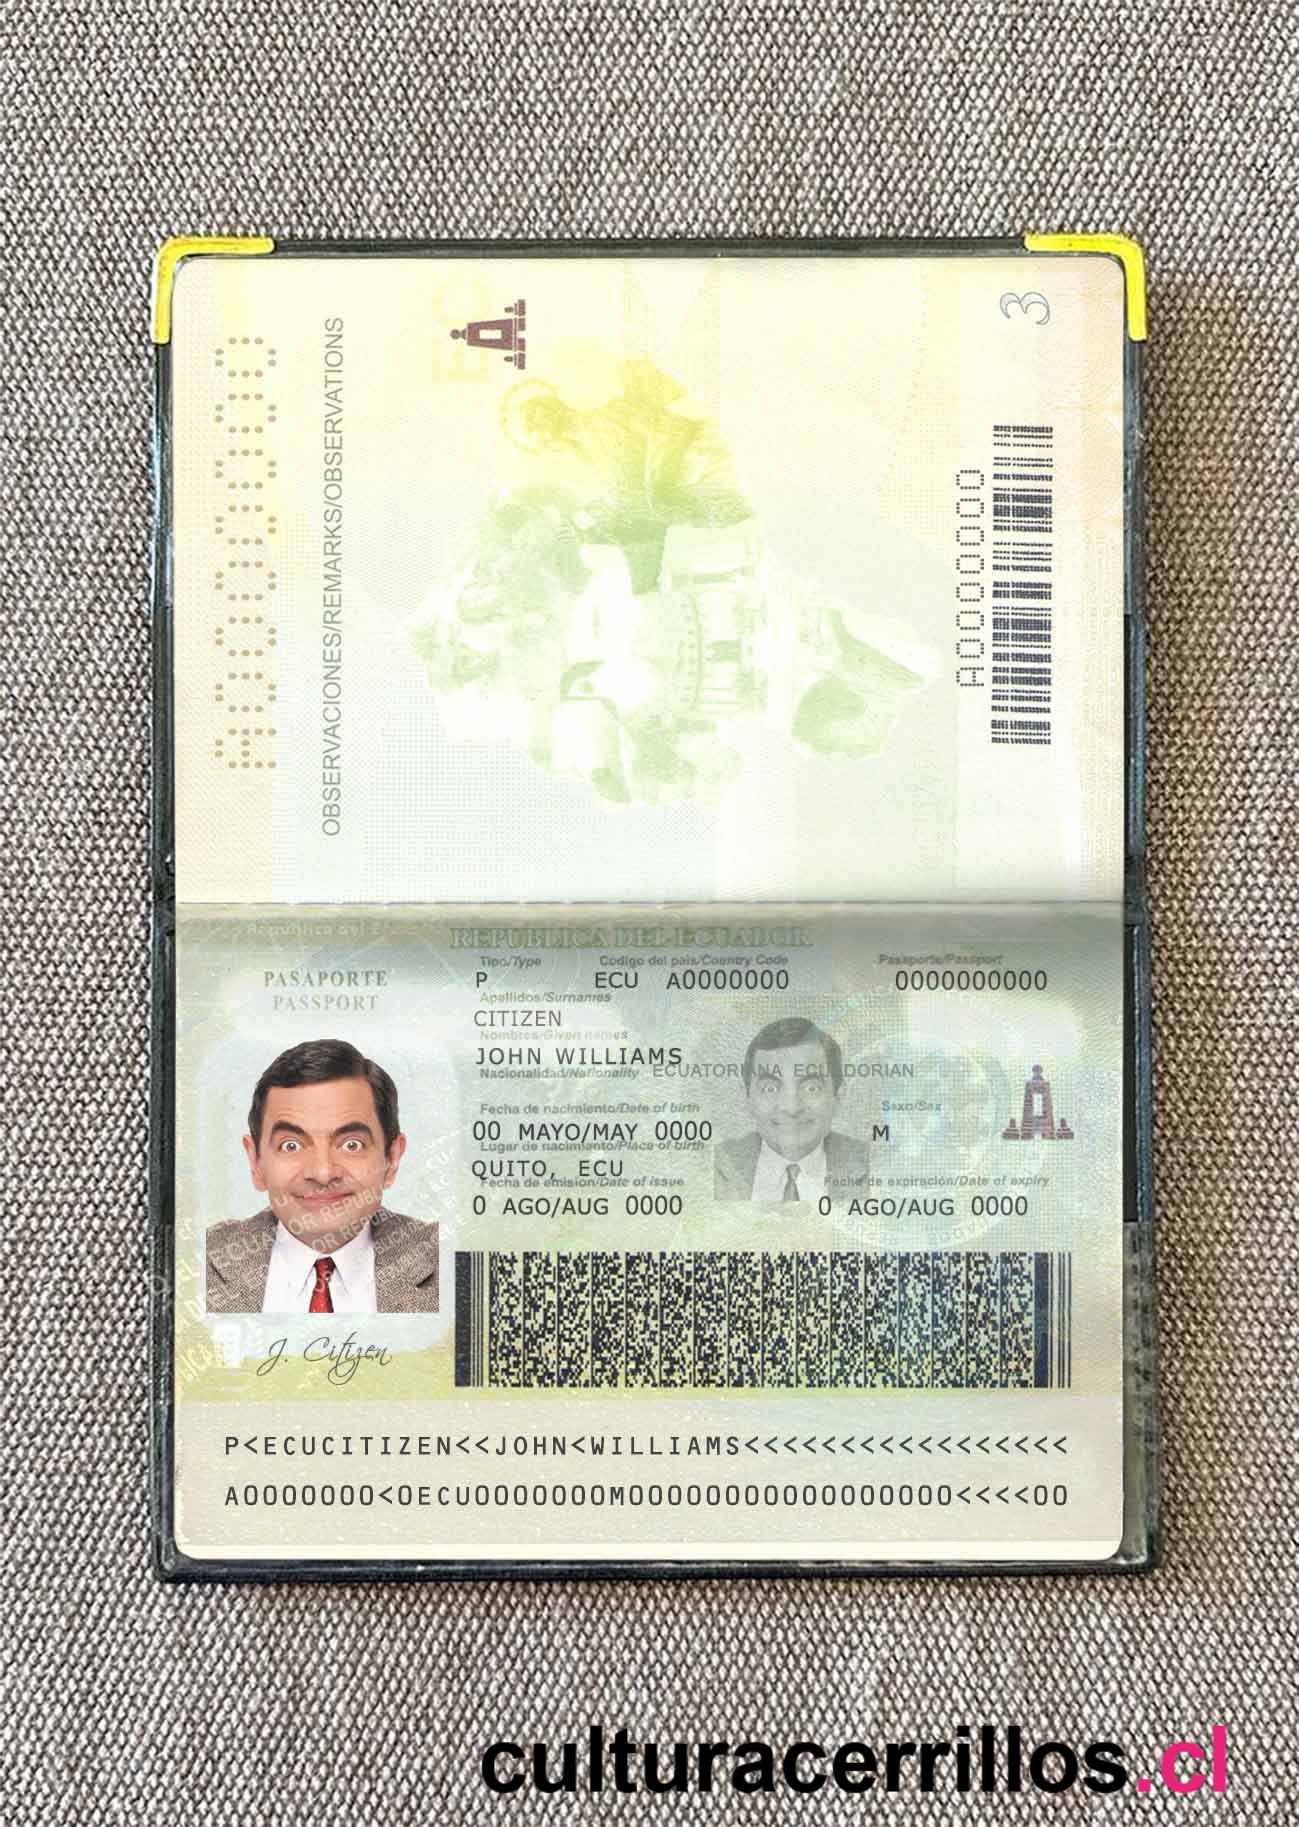 3
OBSERVACIONES/REMARKS/OBSERVATIONS
A0000000
REPÚBLICA DEL ECUADOR
PASAPORTE
PASSPORT
Tipo/Type Código del país/Country Code Pasaporte/Passport
P ECU A0000000 0000000000
Apellidos/Surnames
CITIZEN
Nombres/Given names
JOHN WILLIAMS
Nacionalidad/Nationality ECUATORIANA ECUADORIAN
Fecha de nacimiento/Date of birth Sexo/Sex
00 MAYO/MAY 0000 M
Lugar de nacimiento/Place of birth
QUITO, ECU
Fecha de emisión/Date of issue Fecha de expiración/Date of expiry
0 AGO/AUG 0000 0 AGO/AUG 0000
J. Citizen
P<ECUCITIZEN<<JOHN<WILLIAMS<<<<<<<<<<<<<<<<<
A0000000<0ECU0000000M00000000000000000<<<<00
culturacerrillos.cl